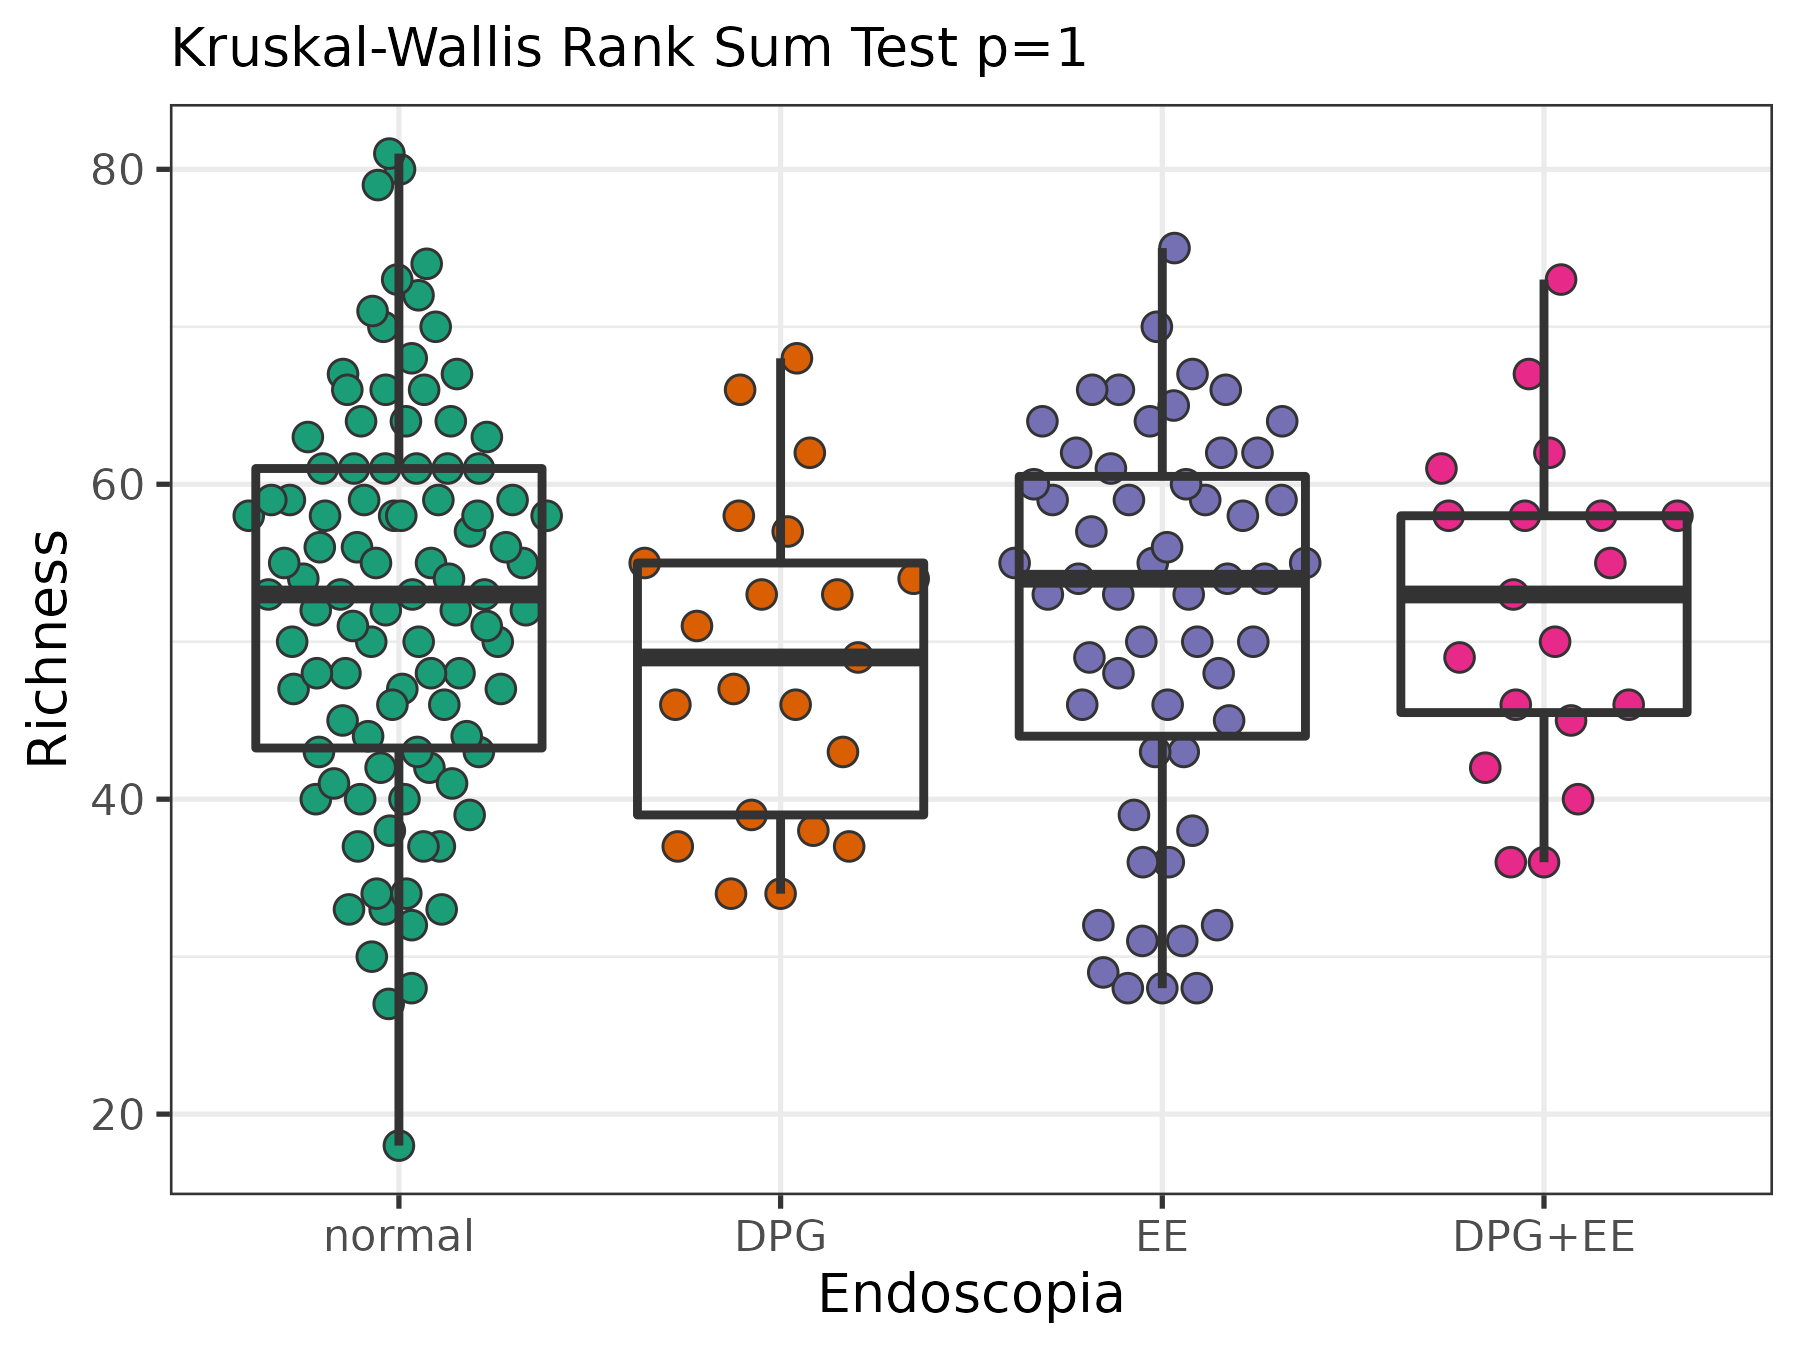 Kruskal-Wallis Rank Sum Test p=1
80
60
40
20
Richness
normal
DPG
EE
DPG+EE
Endoscopia